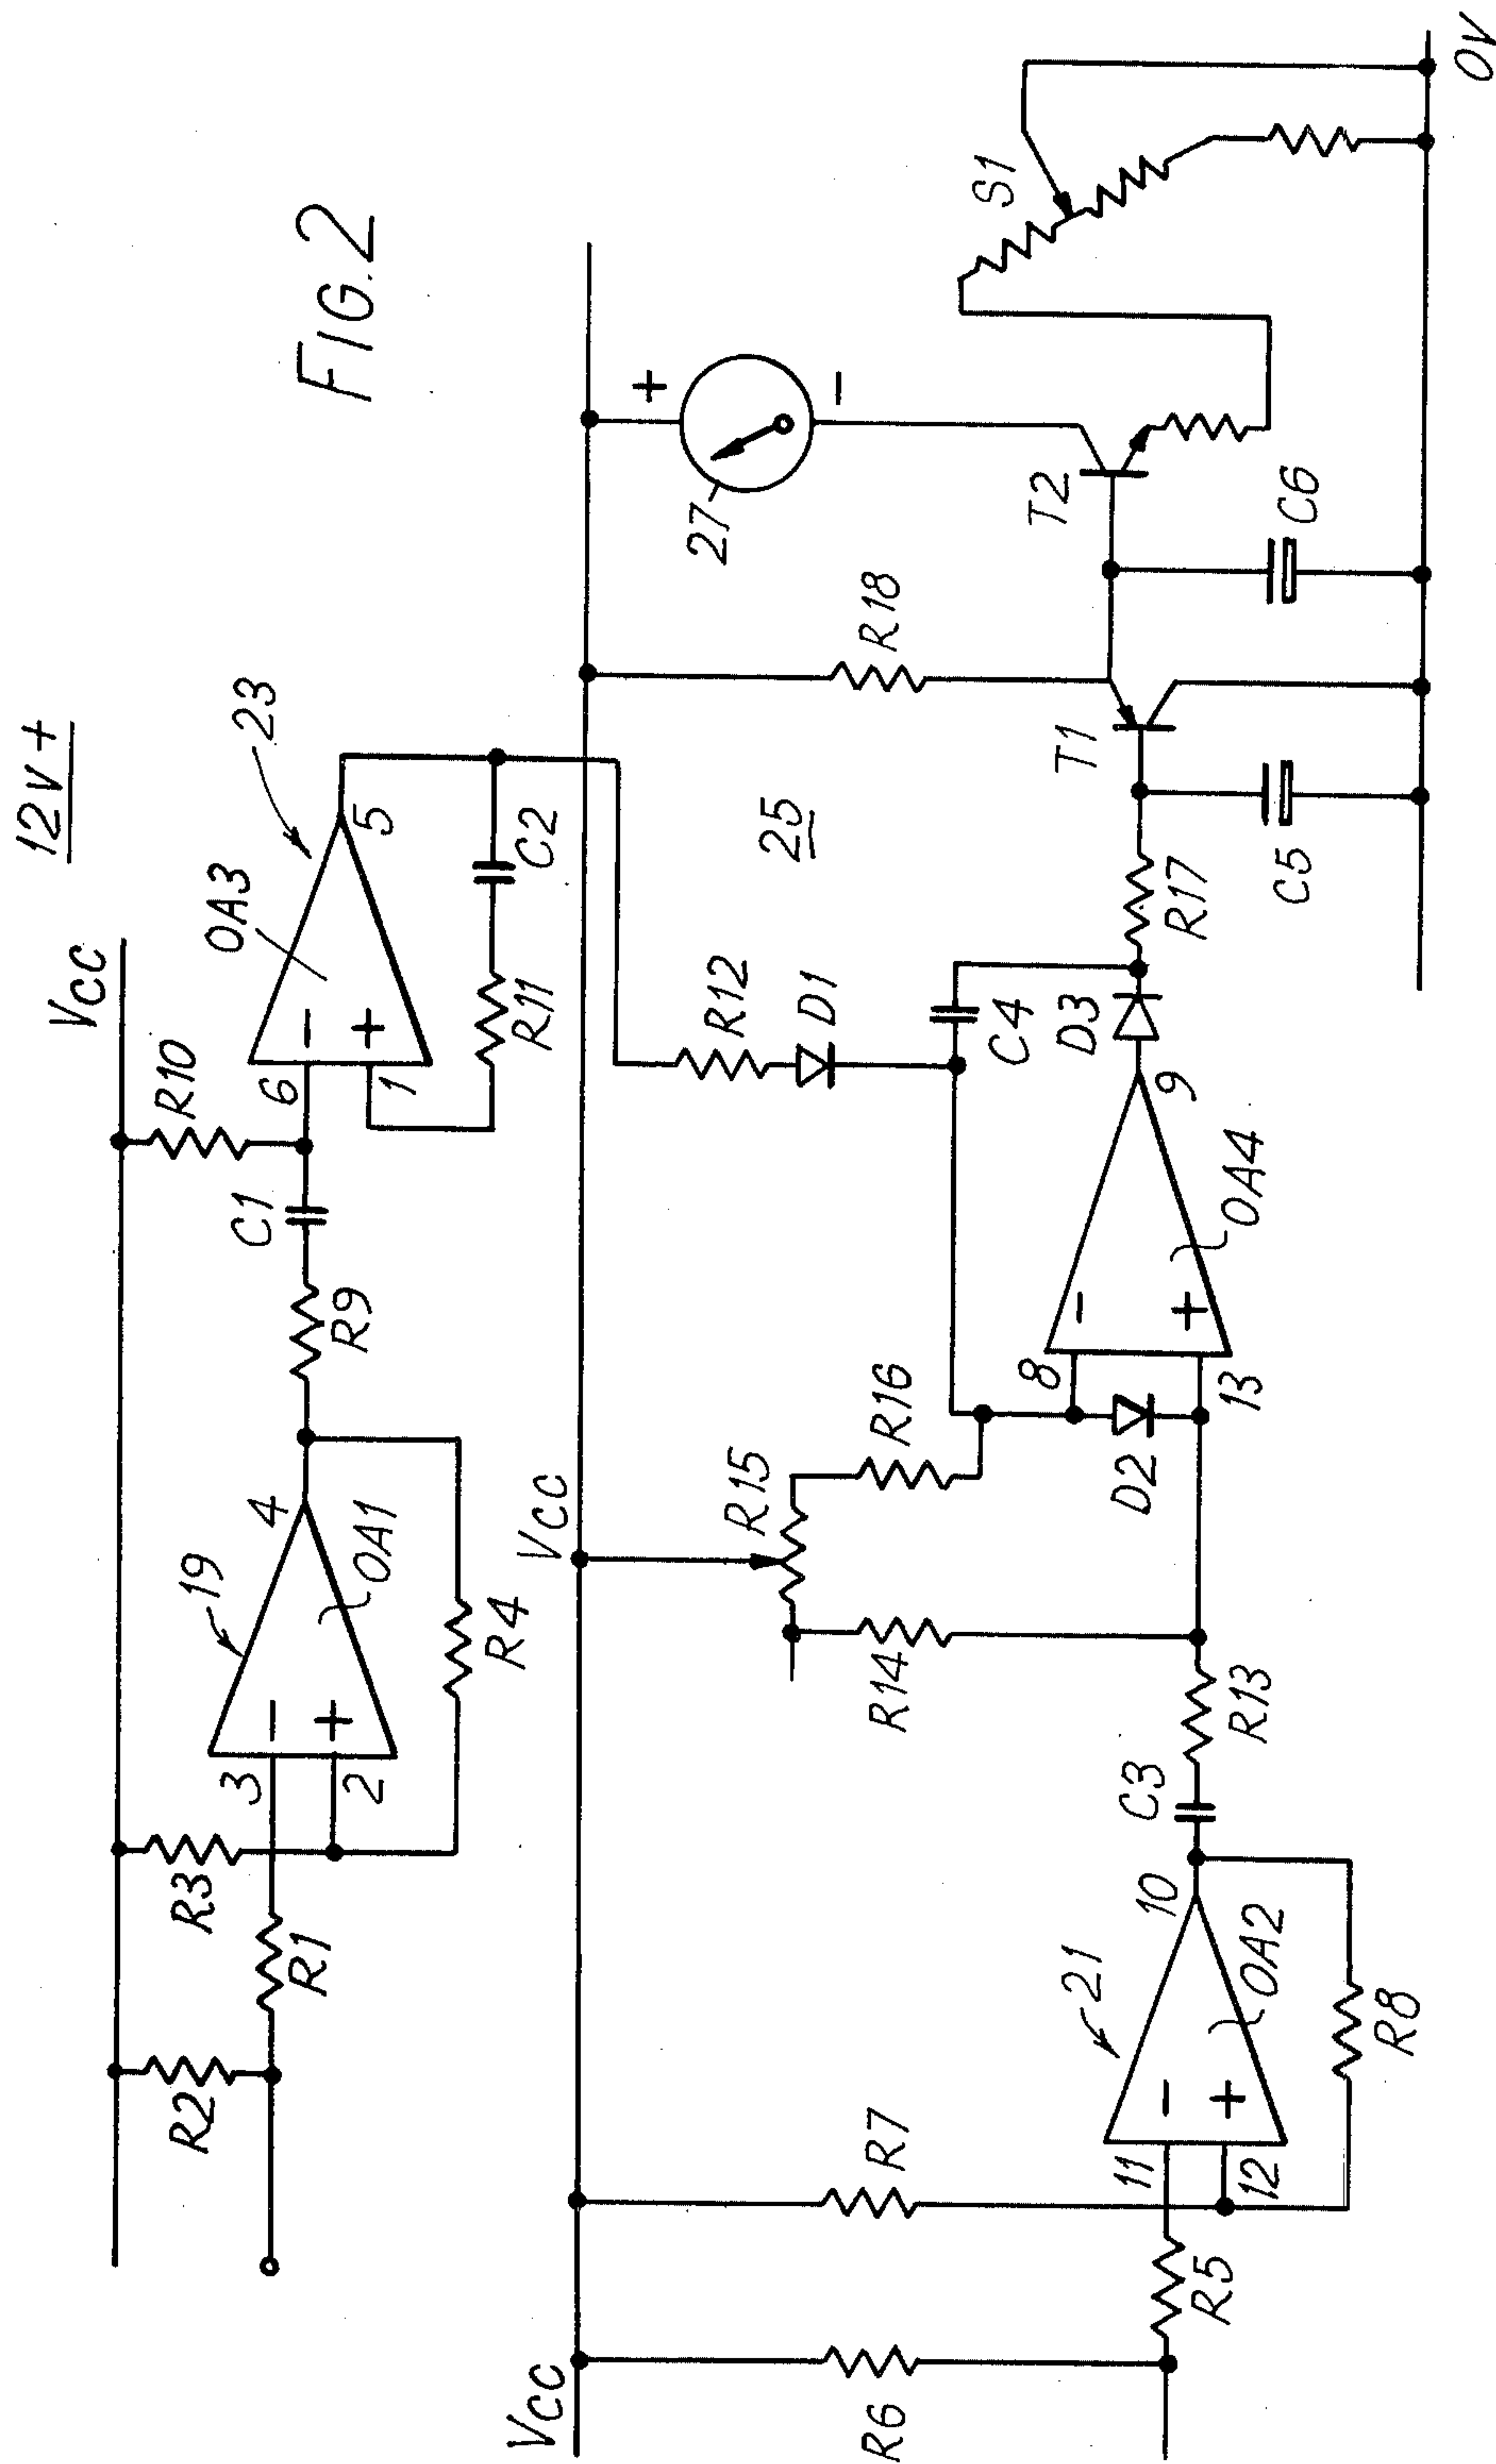 FIG. 2
12V +
Vcc
R2
R3
R1
3
2
-
+
19
4
OA1
R4
R9
C1
R10
6
1
-
+
OA3
23
5
R11
C2
Vcc
Vcc
R6
R7
R5
11
12
-
+
21
10
OA2
R8
C3
R13
R14
R15
R16
D2
8
13
-
+
OA4
9
R12
D1
C4
D3
25
R17
R18
T1
C5
27
+
-
T2
C6
S1
0V